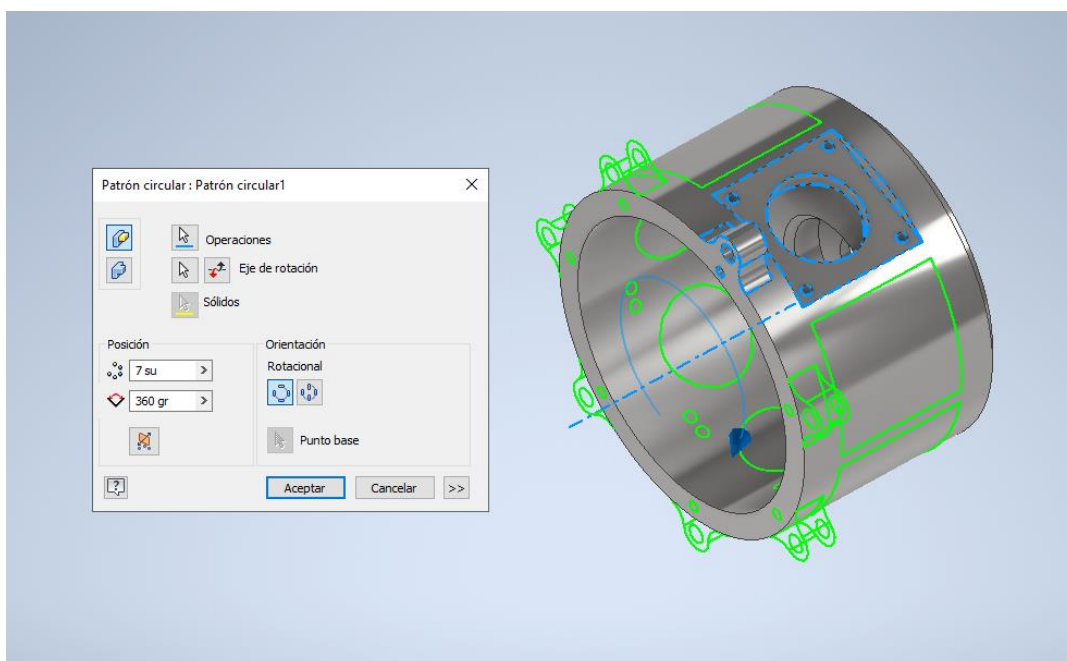 Patrón circular : Patrón circular1
Operaciones
Eje de rotación
Sólidos
Posición
7 su >
360 gr >
Orientación
Rotacional
Punto base
Aceptar Cancelar >>